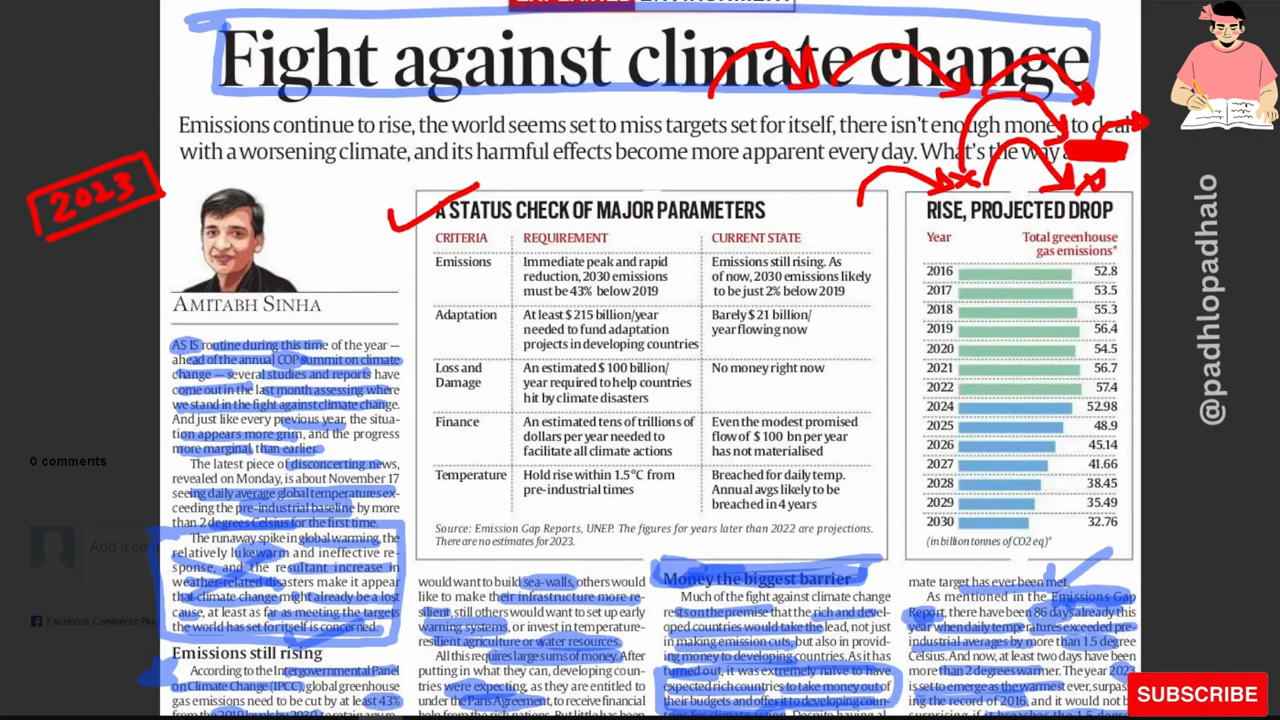 EXPLAINED ENVIRONMENT
Fight against climate change
Emissions continue to rise, the world seems set to miss targets set for itself, there isn't enough money to deal
with a worsening climate, and its harmful effects become more apparent every day. What's the way
2023
AMITABH SINHA
AS IS routine during this time of the year —
ahead of the annual COP summit on climate
change — several studies and reports have
come out in the last month assessing where
we stand in the fight against climate change.
And just like every previous year, the situa-
tion appears more grim, and the progress
more marginal, than earlier.
The latest piece of disconcerting news,
revealed on Monday, is about November 17
seeing daily average global temperatures ex-
ceeding the pre-industrial baseline by more
than 2 degrees Celsius for the first time.
The runaway spike in global warming, the
relatively lukewarm and ineffective re-
sponse, and the resultant increase in
weather-related disasters make it appear
that climate change might already be a lost
cause, at least as far as meeting the targets
the world has set for itself is concerned.
Emissions still rising
According to the Intergovernmental Panel
on Climate Change (IPCC), global greenhouse
gas emissions need to be cut by at least 43%
A STATUS CHECK OF MAJOR PARAMETERS
CRITERIA REQUIREMENT CURRENT STATE
Emissions Immediate peak and rapid Emissions still rising. As
reduction, 2030 emissions of now, 2030 emissions likely
must be 43% below 2019 to be just 2% below 2019
Adaptation At least $ 215 billion/year Barely $ 21 billion/
needed to fund adaptation year flowing now
projects in developing countries
Loss and An estimated $ 100 billion/ No money right now
Damage year required to help countries
hit by climate disasters
Finance An estimated tens of trillions of Even the modest promised
dollars per year needed to flow of $ 100 bn per year
facilitate all climate actions has not materialised
Temperature Hold rise within 1.5°C from Breached for daily temp.
pre-industrial times Annual avgs likely to be
breached in 4 years
Source: Emission Gap Reports, UNEP. The figures for years later than 2022 are projections.
There are no estimates for 2023.
RISE, PROJECTED DROP
Year Total greenhouse
gas emissions*
2016 52.8
2017 53.5
2018 55.3
2019 56.4
2020 54.5
2021 56.7
2022 57.4
2024 52.98
2025 48.9
2026 45.14
2027 41.66
2028 38.45
2029 35.49
2030 32.76
(in billion tonnes of CO2 eq)*
would want to build sea-walls, others would
like to make their infrastructure more re-
silient, still others would want to set up early
warning systems, or invest in temperature-
resilient agriculture or water resources.
All this requires large sums of money. After
putting in what they can, developing coun-
tries were expecting, as they are entitled to
under the Paris Agreement, to receive financial
Money the biggest barrier
Much of the fight against climate change
rests on the premise that the rich and devel-
oped countries would take the lead, not just
in making emission cuts, but also in provid-
ing money to developing countries. As it has
turned out, it was extremely naive to have
expected rich countries to take money out of
their budgets and offer it to developing coun-
mate target has ever been met.
As mentioned in the Emissions Gap
Report, there have been 86 days already this
year when daily temperatures exceeded pre-
industrial averages by more than 1.5 degree
Celsius. And now, at least two days have been
more than 2 degrees warmer. The year 2023
is set to emerge as the warmest ever, surpass-
ing the record of 2016, and it would not b
0 comments
Add a com
Facebook Comments Plug
@padhlopadhalo
SUBSCRIBE